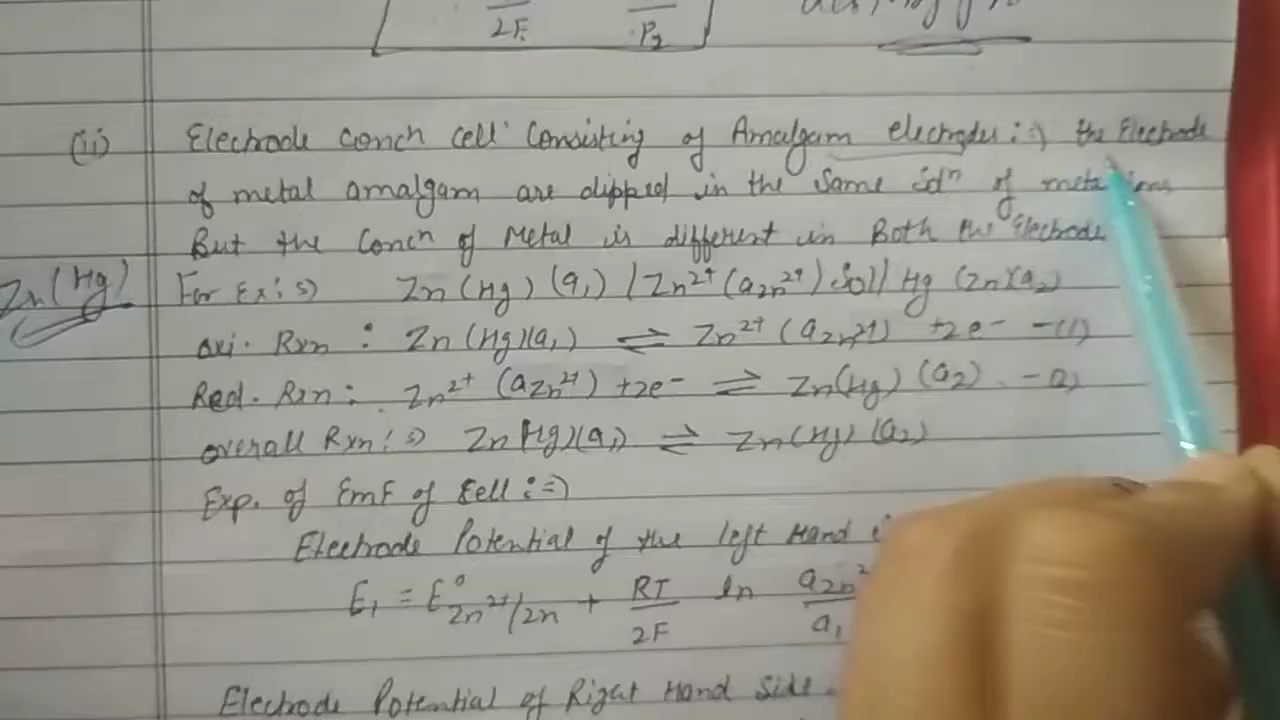 2F P2
(ii) Electrode Concn cell Consisting of Amalgam electrodes :⇒ the Electrode
of metal amalgam are dipped in the Same Soln of metal ions
But the Concn of Metal is different in Both the Electrode
Zn(Hg)
For Ex:⇒ Zn(Hg)(a1) / Zn2+(aZn2+) Sol // Hg(Zn)(a2)
oxi. Rxn : Zn(Hg)(a1) ⇌ Zn2+ (aZn2+) +2e- -(1)
Red. Rxn : Zn2+ (aZn2+) +2e- ⇌ Zn(Hg) (a2) -(2)
overall Rxn :⇒ Zn(Hg)(a1) ⇌ Zn(Hg) (a2)
Exp. of EmF of Cell :⇒
Electrode Potential of the left Hand
E1 = E°Zn2+/Zn + RT/2F ln aZn2/a1
Electrode Potential of Right Hand Side